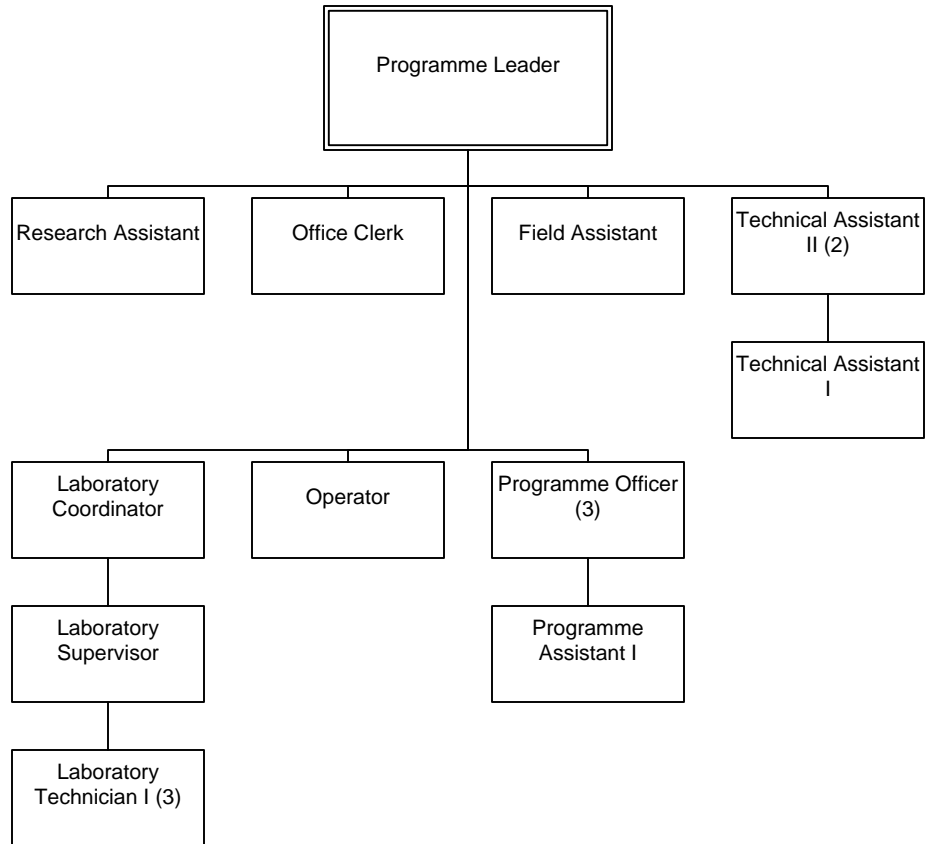 Programme Leader
Research Assistant
Office Clerk
Field Assistant
Technical Assistant
II (2)
Technical Assistant
I
Laboratory
Coordinator
Operator
Programme Officer
(3)
Laboratory
Supervisor
Programme
Assistant I
Laboratory
Technician I (3)